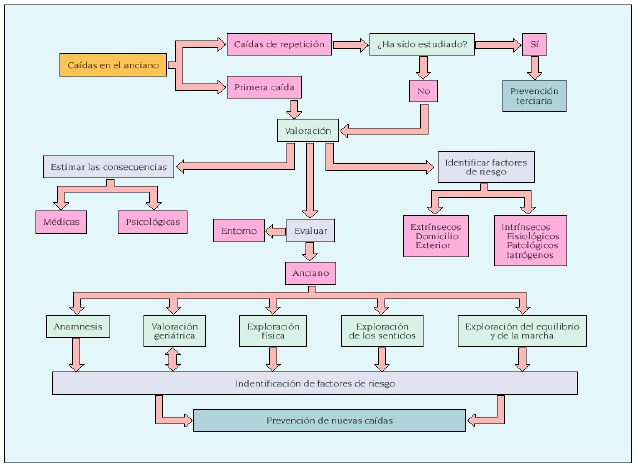 Caídas de repetición
¿Ha sido estudiado?
Sí
Caídas en el anciano
Primera caída
No
Prevención
terciaria
Valoración
Estimar las consecuencias
Identificar factores
de riesgo
Médicas
Psicológicas
Entorno
Evaluar
Extrínsecos
Domicilio
Exterior
Intrínsecos
Fisiológicos
Patológicos
Iatrógenos
Anciano
Anamnesis
Valoración
geriátrica
Exploración
física
Exploración
de los sentidos
Exploración del equilibrio
y de la marcha
Indentificación de factores de riesgo
Prevención de nuevas caídas